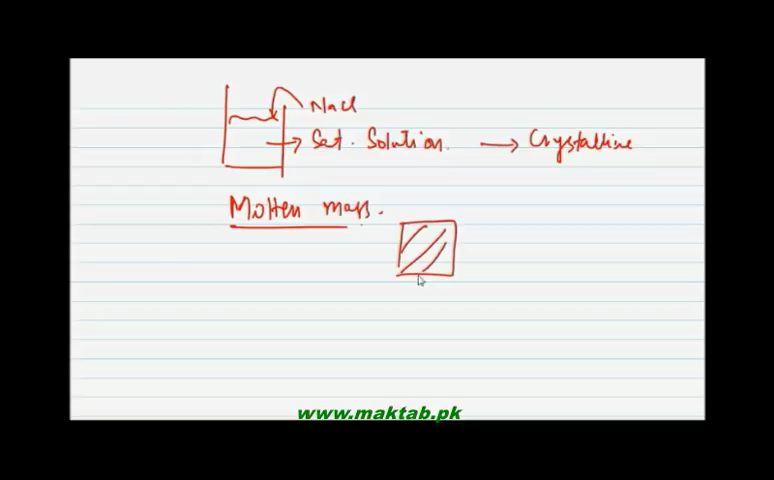 NaCl
Sat. Solution. → Crystalline
Molten mass.
www.maktab.pk